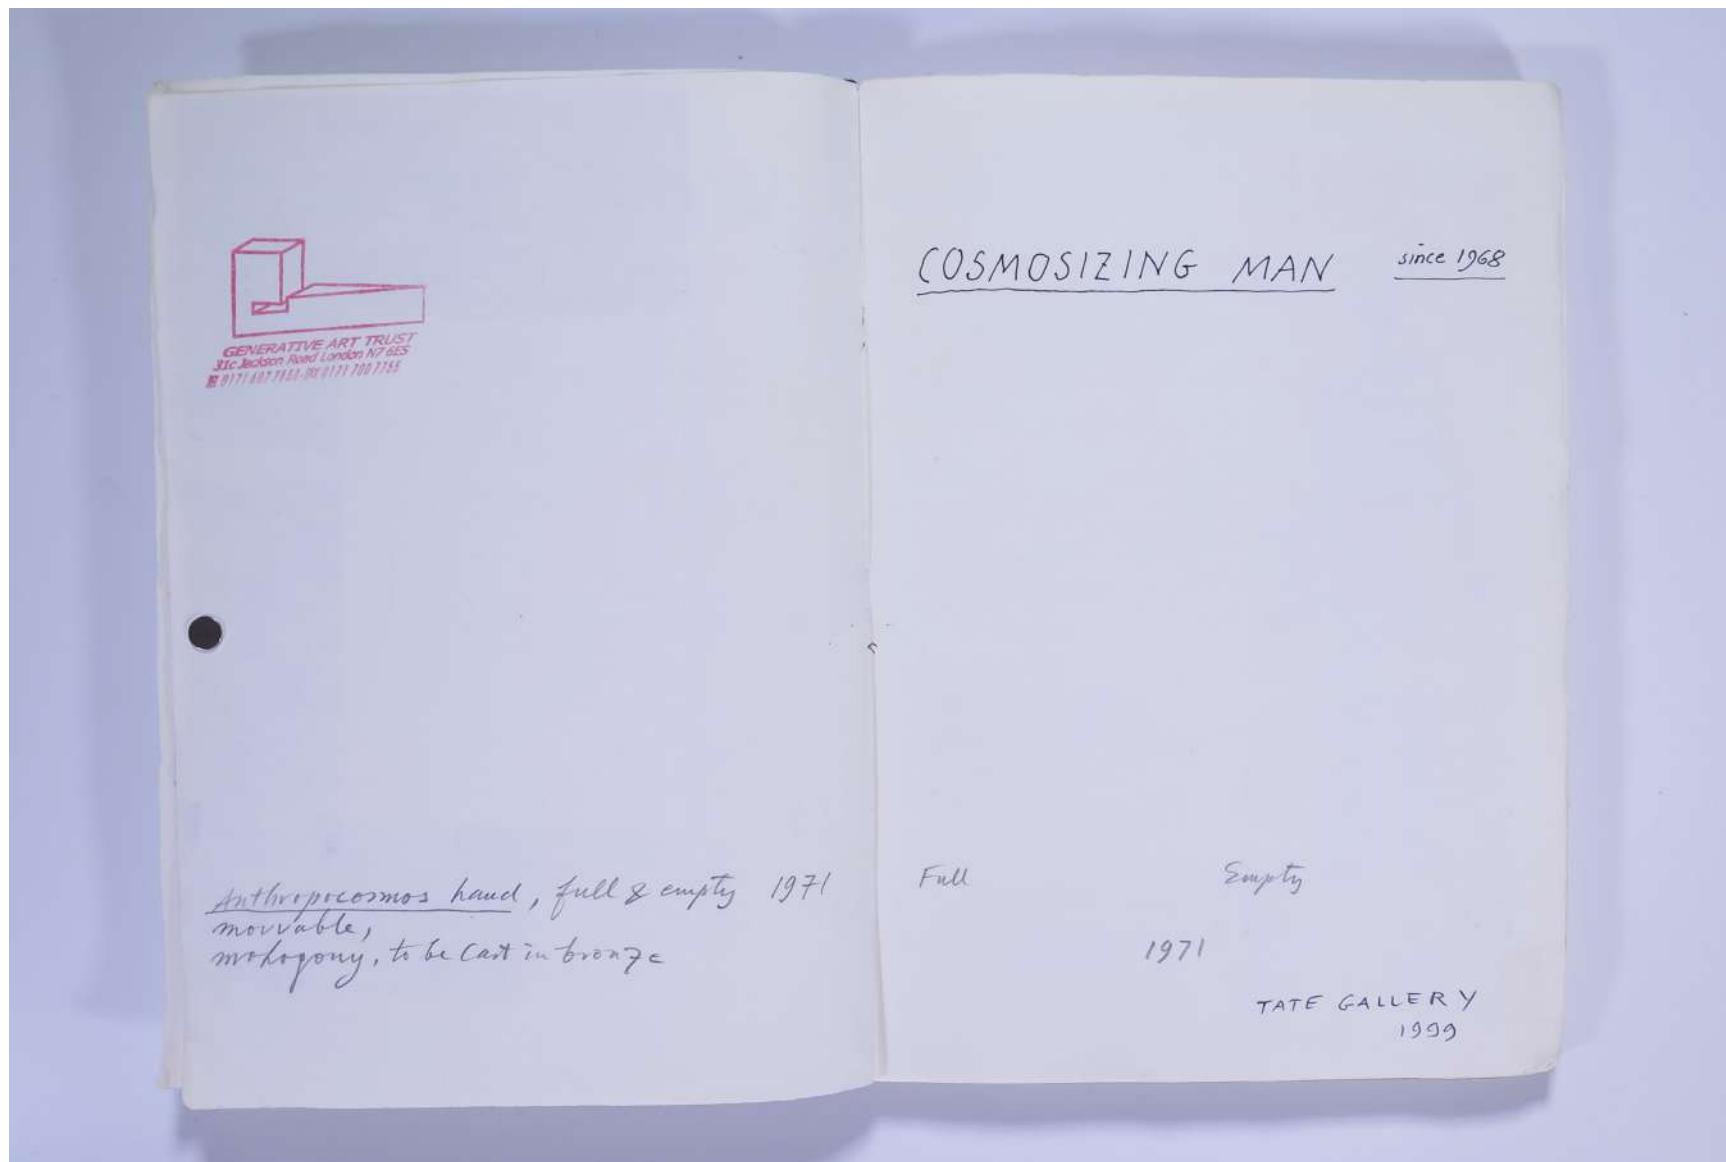 GENERATIVE ART TRUST
31c Jackson Road London N7 6ES
Anthropocosmos hand, full & empty 1971
movvable,
mohogony, to be cast in bronze
COSMOSIZING MAN since 1968
Full Empty
1971
TATE GALLERY
1999